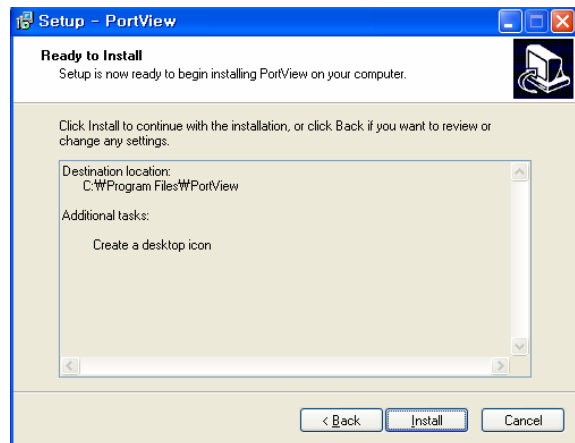 Setup - PortView
Ready to Install
Setup is now ready to begin installing PortView on your computer.
Click Install to continue with the installation, or click Back if you want to review or
change any settings.
Destination location:
C:₩Program Files₩PortView
Additional tasks:
Create a desktop icon
< Back
Install
Cancel